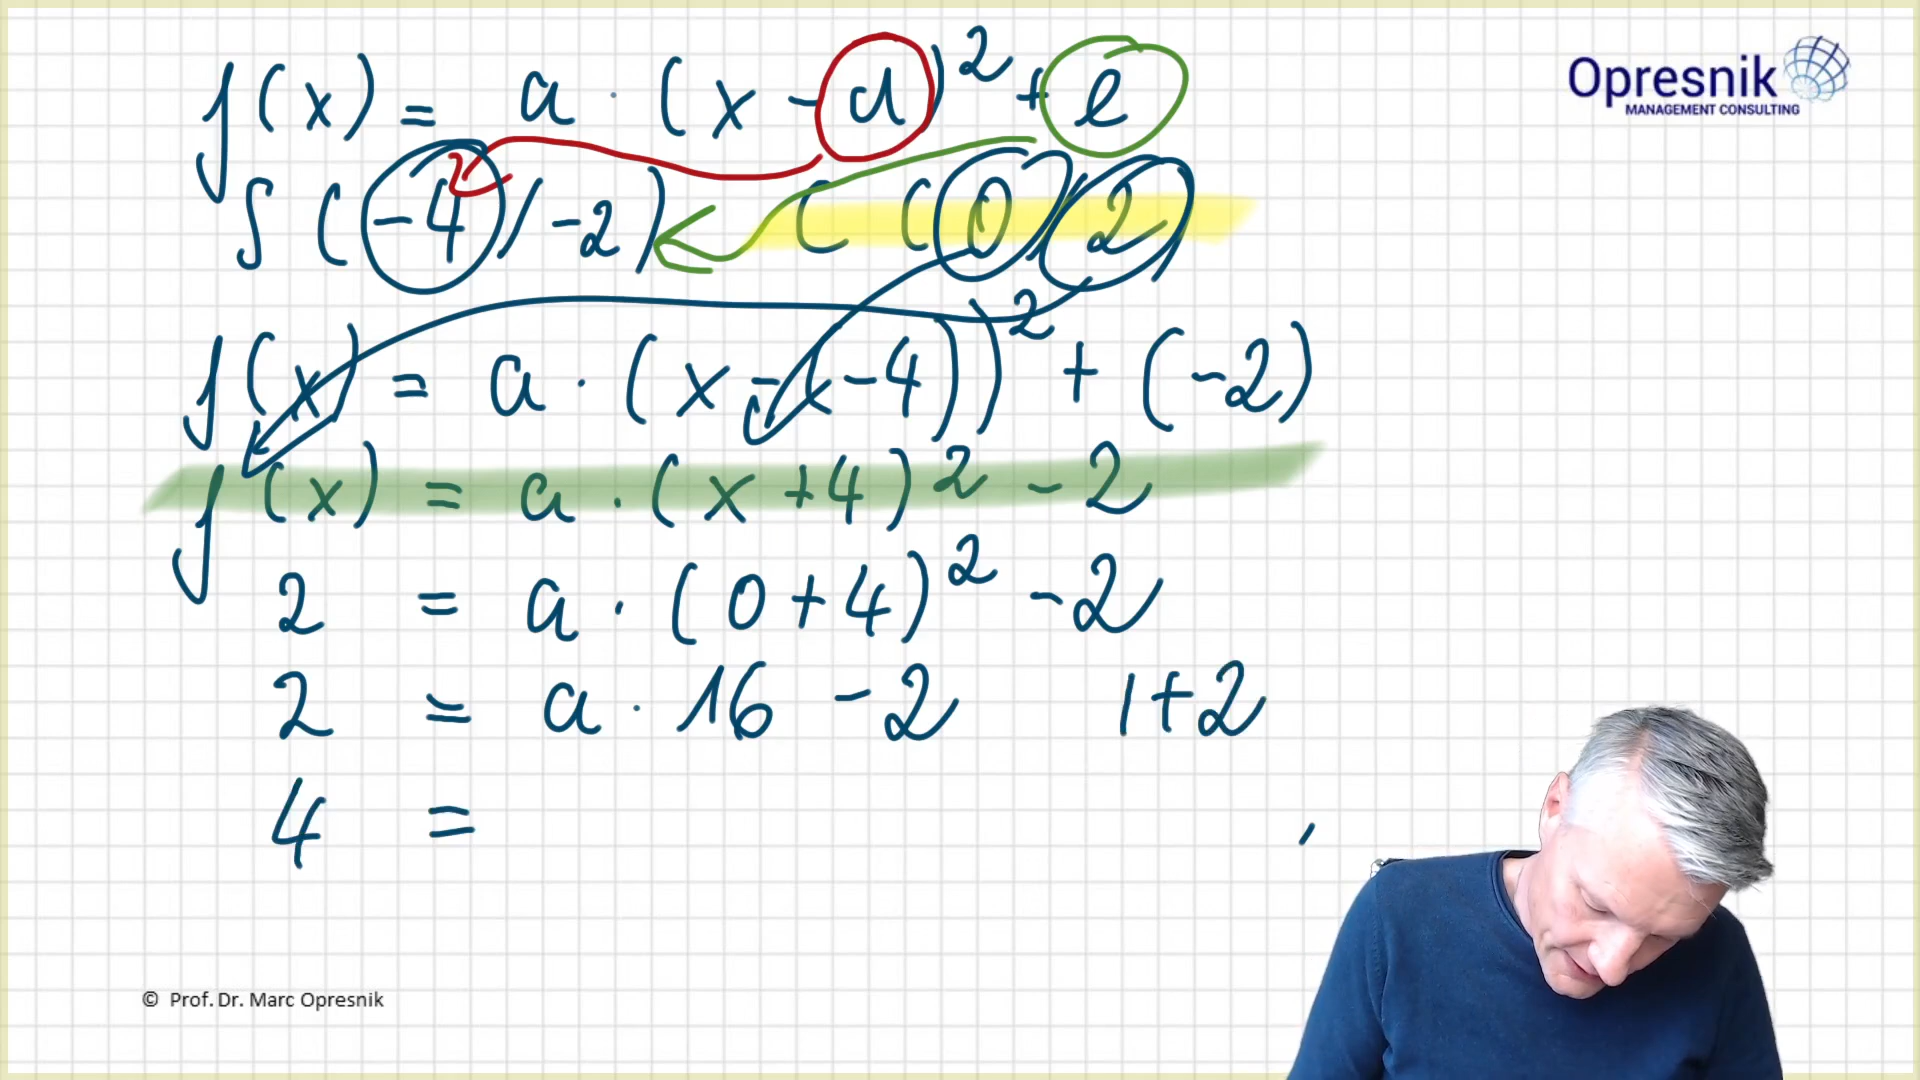 f(x) = a · (x - d)² + e
S (-4/-2) C (0/2)
f(x) = a · (x - (-4))² + (-2)
f(x) = a · (x +4)² - 2
2 = a · (0+4)² - 2
2 = a · 16 - 2 |+2
4 =
Opresnik
MANAGEMENT CONSULTING
© Prof. Dr. Marc Opresnik